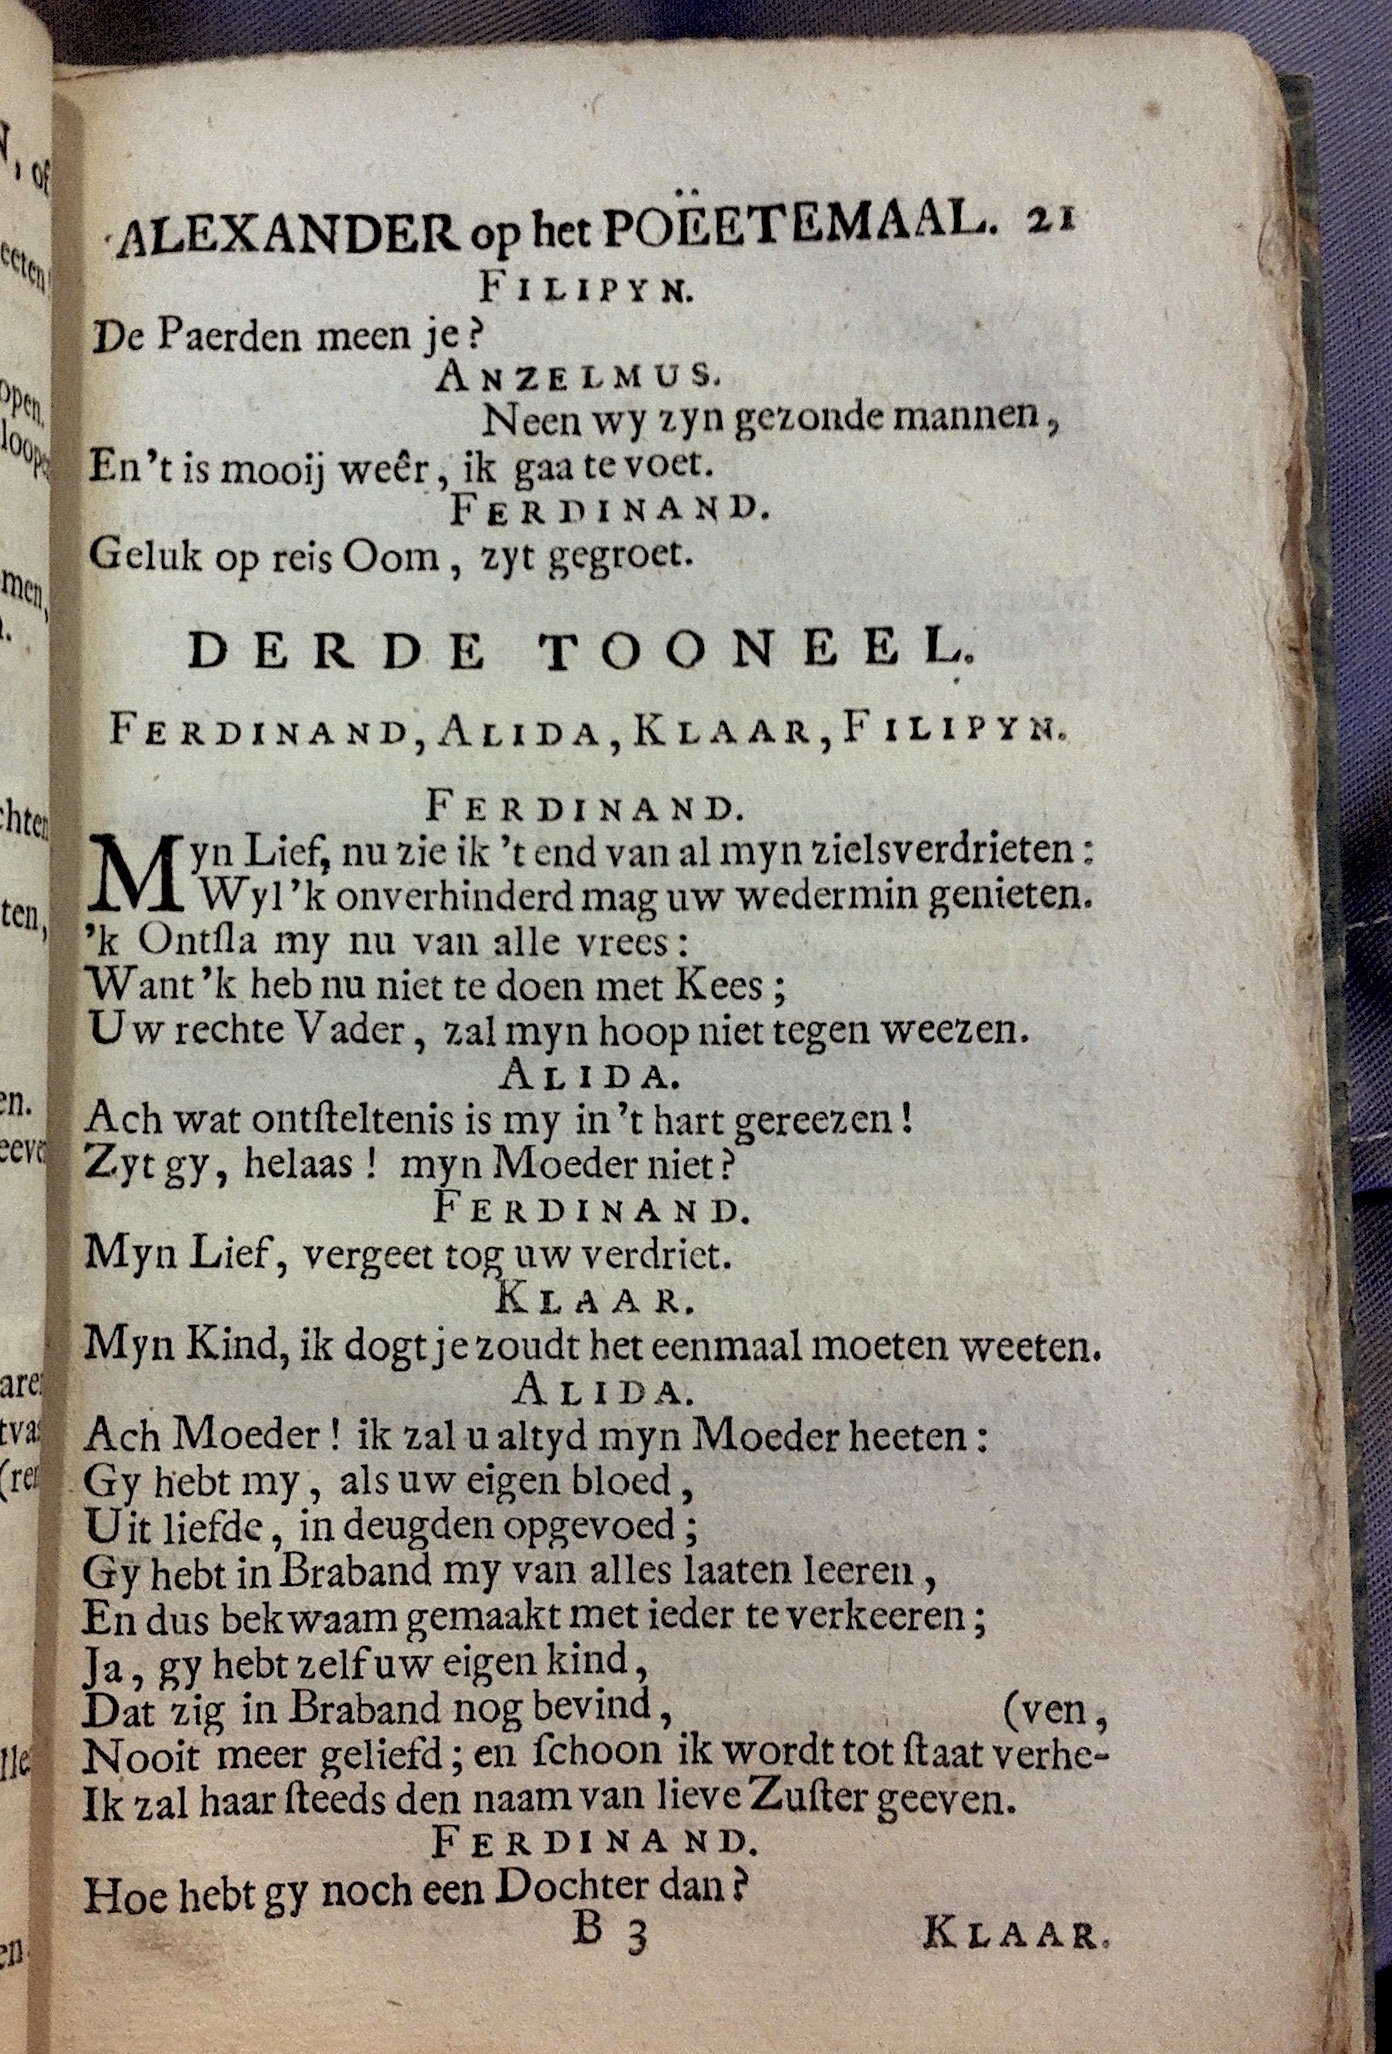 ALEXANDER op het POËETEMAAL. 21
FILIPYN.
De Paerden meen je?
ANZELMUS.
Neen wy zyn gezonde mannen,
En 't is mooij weêr, ik gaa te voet.
FERDINAND.
Geluk op reis Oom, zyt gegroet.
DERDE TOONEEL.
FERDINAND, ALIDA, KLAAR, FILIPYN.
FERDINAND.
Myn Lief, nu zie ik 't end van al myn zielsverdrieten:
Wyl 'k onverhinderd mag uw wedermin genieten.
'k Ontſla my nu van alle vrees:
Want 'k heb nu niet te doen met Kees;
Uw rechte Vader, zal myn hoop niet tegen weezen.
ALIDA.
Ach wat ontſteltenis is my in 't hart gereezen!
Zyt gy, helaas! myn Moeder niet?
FERDINAND.
Myn Lief, vergeet tog uw verdriet.
KLAAR.
Myn Kind, ik dogt je zoudt het eenmaal moeten weeten.
ALIDA.
Ach Moeder! ik zal u altyd myn Moeder heeten:
Gy hebt my, als uw eigen bloed,
Uit liefde, in deugden opgevoed;
Gy hebt in Braband my van alles laaten leeren,
En dus bekwaam gemaakt met ieder te verkeeren;
Ja, gy hebt zelf uw eigen kind,
Dat zig in Braband nog bevind, (ven,
Nooit meer geliefd; en ſchoon ik wordt tot ſtaat verhe-
Ik zal haar ſteeds den naam van lieve Zuſter geeven.
FERDINAND.
Hoe hebt gy noch een Dochter dan?
B 3 KLAAR.